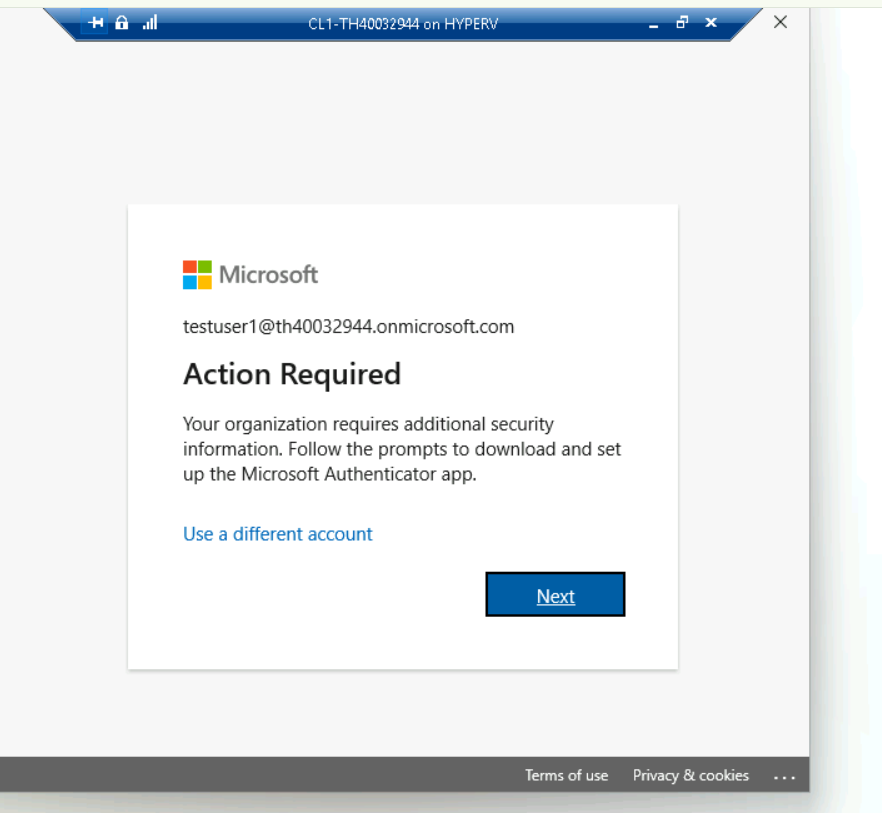 CL1-TH40032944 on HYPERV
Microsoft
testuser1@th40032944.onmicrosoft.com
Action Required
Your organization requires additional security
information. Follow the prompts to download and set
up the Microsoft Authenticator app.
Use a different account
Next
Terms of use Privacy & cookies ...